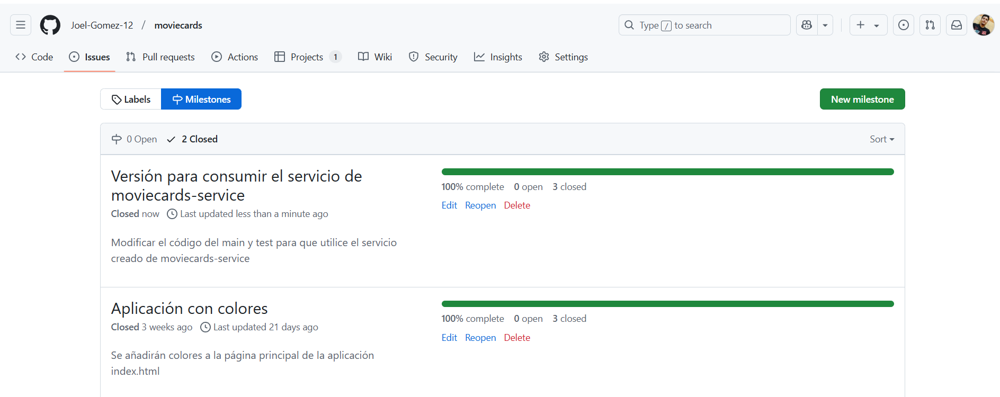 Joel-Gomez-12 / moviecards
Type / to search
Code Issues Pull requests Actions Projects 1 Wiki Security Insights Settings
Labels Milestones New milestone
0 Open 2 Closed Sort
Versión para consumir el servicio de
moviecards-service
Closed now Last updated less than a minute ago
Modificar el código del main y test para que utilice el servicio
creado de moviecards-service
100% complete 0 open 3 closed
Edit Reopen Delete
Aplicación con colores
Closed 3 weeks ago Last updated 21 days ago
Se añadirán colores a la página principal de la aplicación
index.html
100% complete 0 open 3 closed
Edit Reopen Delete